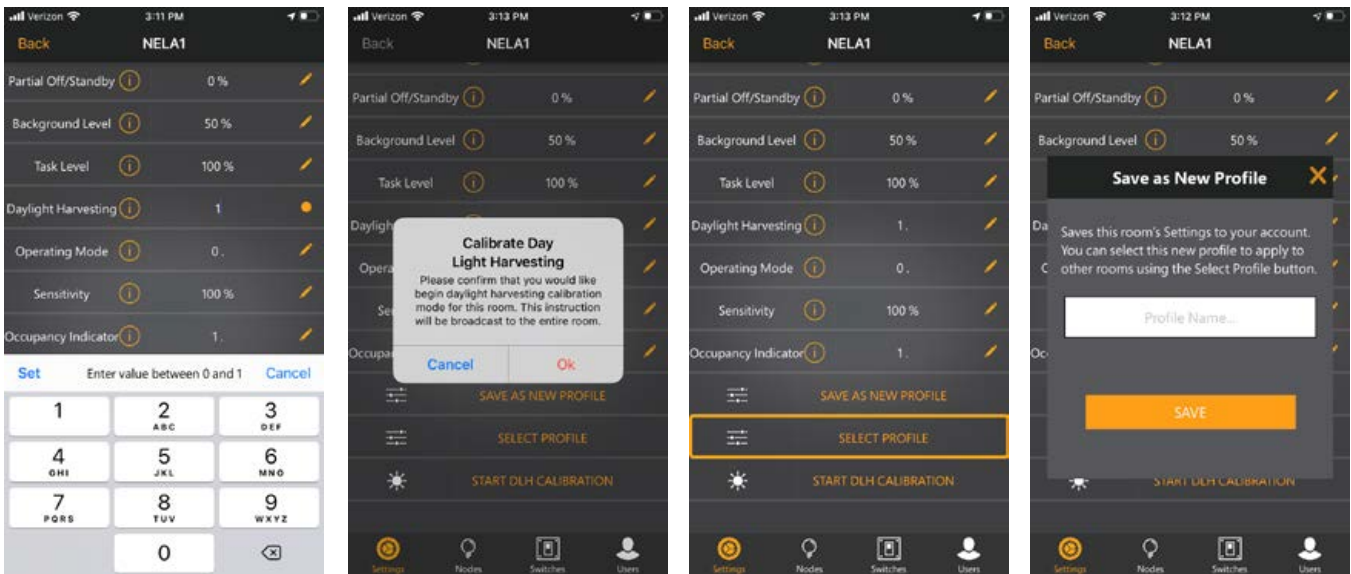 Verizon 3:11 PM
Back NELA1
Partial Off/Standby i 0 %
Background Level i 50 %
Task Level i 100 %
Daylight Harvesting i 1
Operating Mode i 0 .
Sensitivity i 100 %
Occupancy Indicator i 1 .
Set Enter value between 0 and 1 Cancel
1 2 3
ABC DEF
4 5 6
GHI JKL MNO
7 8 9
PQRS TUV WXYZ
0
Verizon 3:13 PM
Back NELA1
Partial Off/Standby i 0 %
Background Level i 50 %
Task Level i 100 %
Dayligh
Opera
Se
Occupa
Calibrate Day
Light Harvesting
Please confirm that you would like
begin daylight harvesting calibration
mode for this room. This instruction
will be broadcast to the entire room.
Cancel Ok
SAVE AS NEW PROFILE
SELECT PROFILE
START DLH CALIBRATION
Settings Nodes Switches Users
Verizon 3:13 PM
Back NELA1
Partial Off/Standby i 0 %
Background Level i 50 %
Task Level i 100 %
Daylight Harvesting i 1 .
Operating Mode i 0 .
Sensitivity i 100 %
Occupancy Indicator i 1 .
SAVE AS NEW PROFILE
SELECT PROFILE
START DLH CALIBRATION
Settings Nodes Switches Users
Verizon 3:12 PM
Back NELA1
Partial Off/Standby i 0 %
Background Level i 50 %
Da
Oc
Save as New Profile X
Saves this room's Settings to your account.
You can select this new profile to apply to
other rooms using the Select Profile button.
Profile Name...
SAVE
START DLH CALIBRATION
Settings Nodes Switches Users